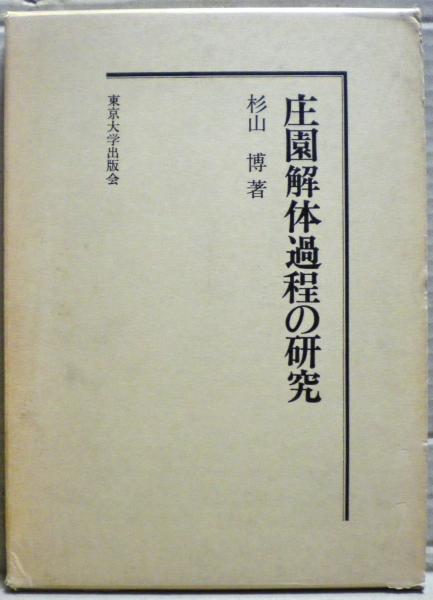 庄園解体過程の研究
杉山 博 著
東京大学出版会